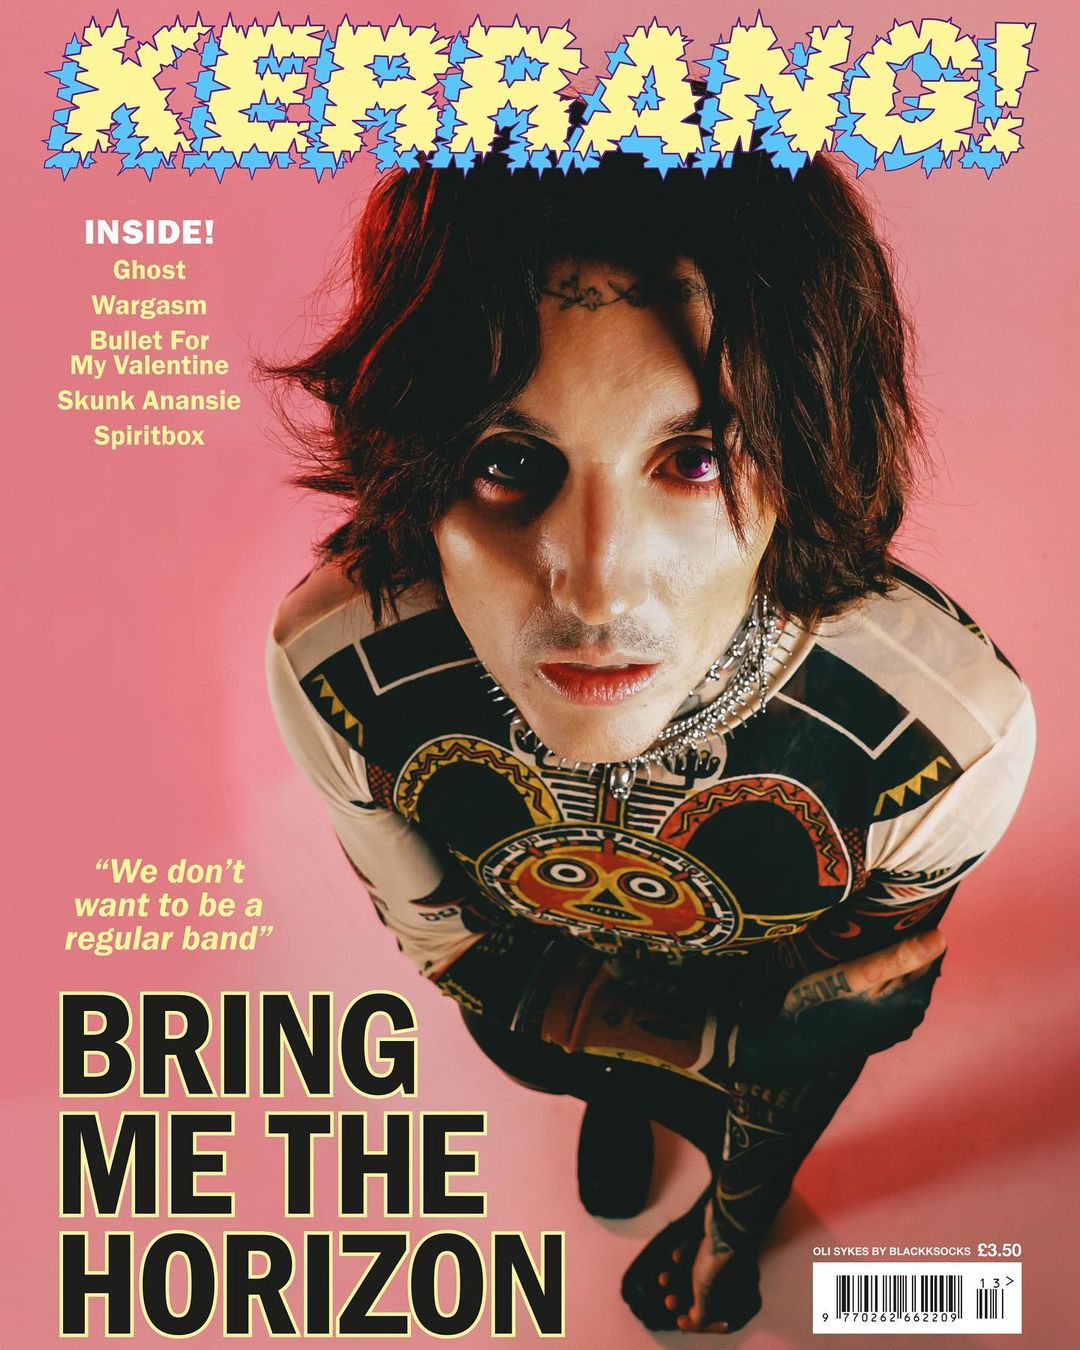 KERRANG!
INSIDE!
Ghost
Wargasm
Bullet For
My Valentine
Skunk Anansie
Spiritbox
“We don’t
want to be a
regular band”
BRING
ME THE
HORIZON
OLI SYKES BY BLACKKSOCKS £3.50
13>
9 770262 662209